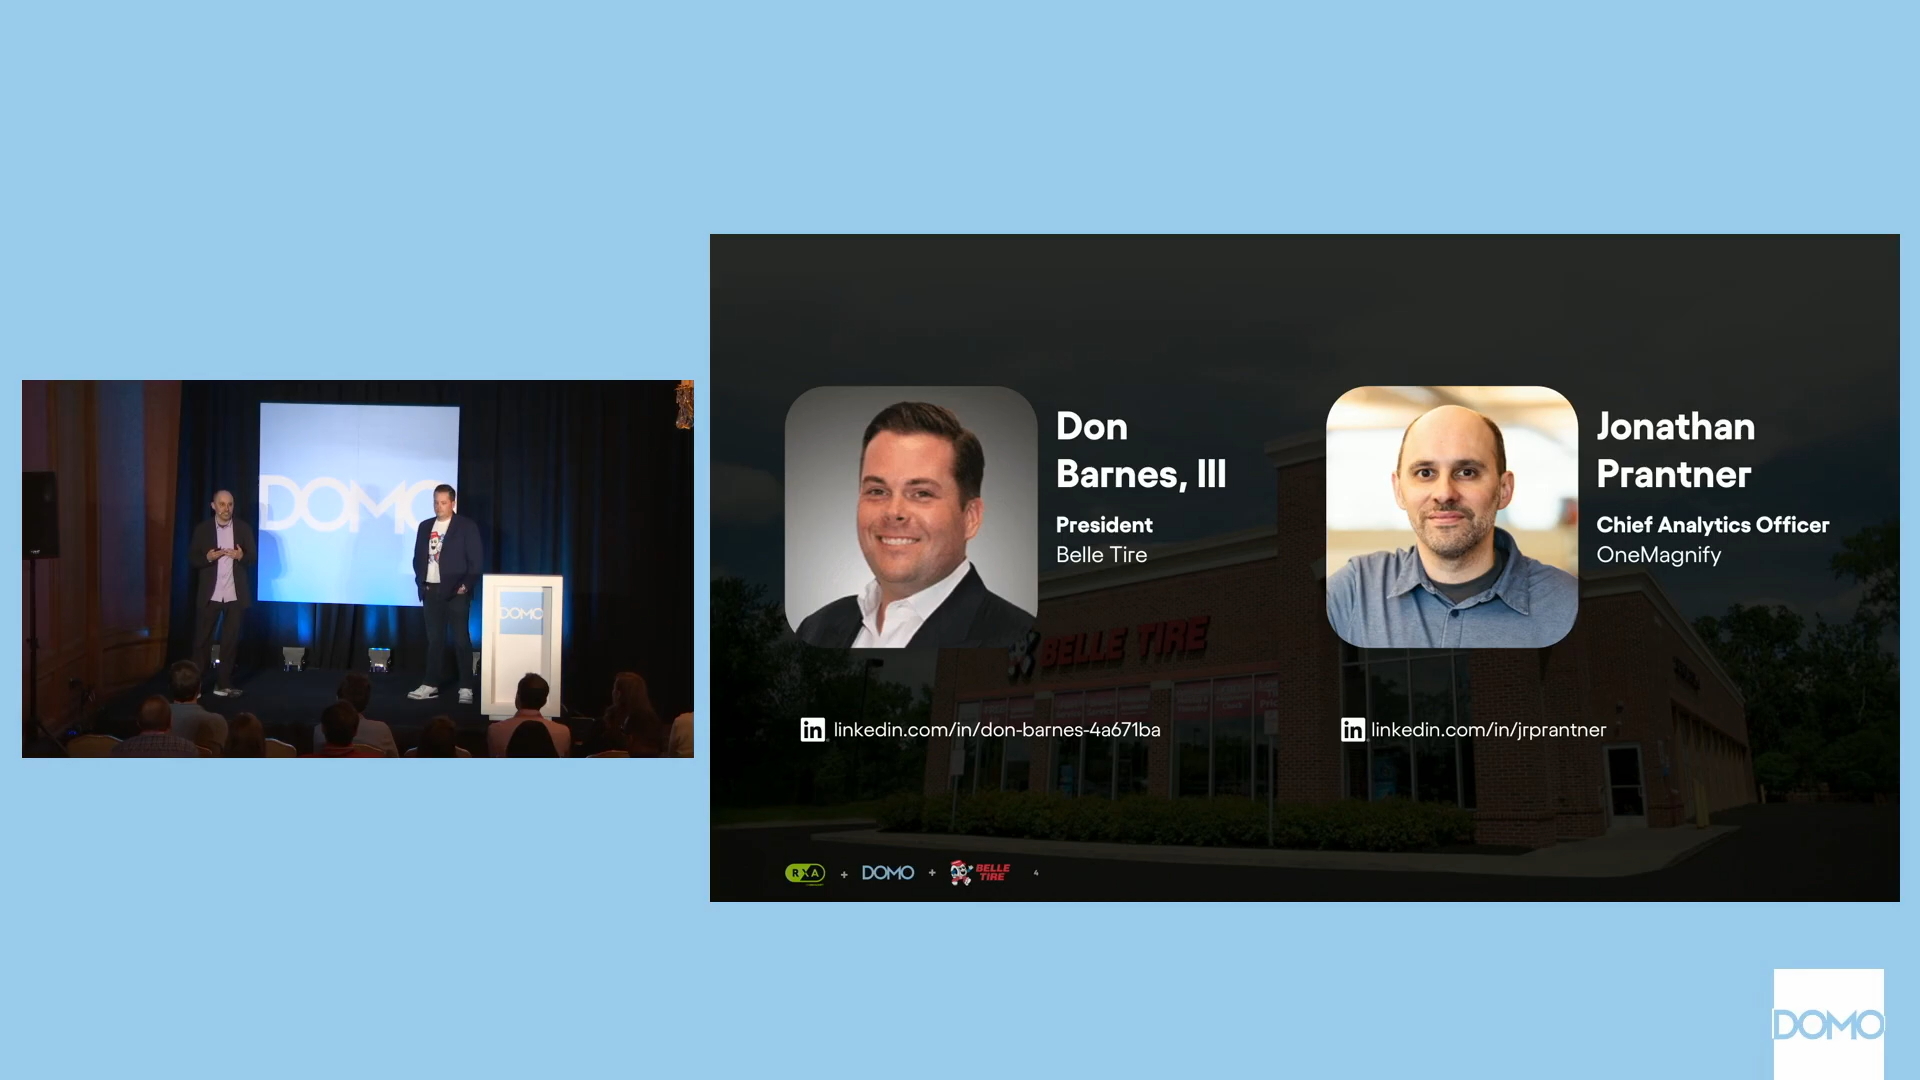 DOMO
DOMO
Don
Barnes, III
President
Belle Tire
linkedin.com/in/don-barnes-4a671ba
Jonathan
Prantner
Chief Analytics Officer
OneMagnify
linkedin.com/in/jrprantner
BELLE TIRE
RXA + DOMO + BELLE TIRE 4
DOMO